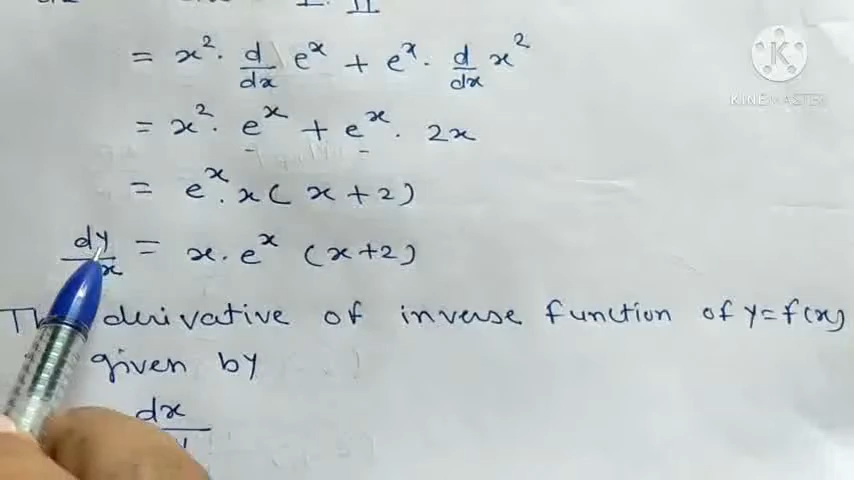 I. II
= x². d/dx eˣ + eˣ. d/dx x²
= x². eˣ + eˣ. 2x
= eˣ. x( x+2)
dy/x = x. eˣ (x+2)
derivative of inverse function of y=f(x)
given by
dx
KINEMASTER